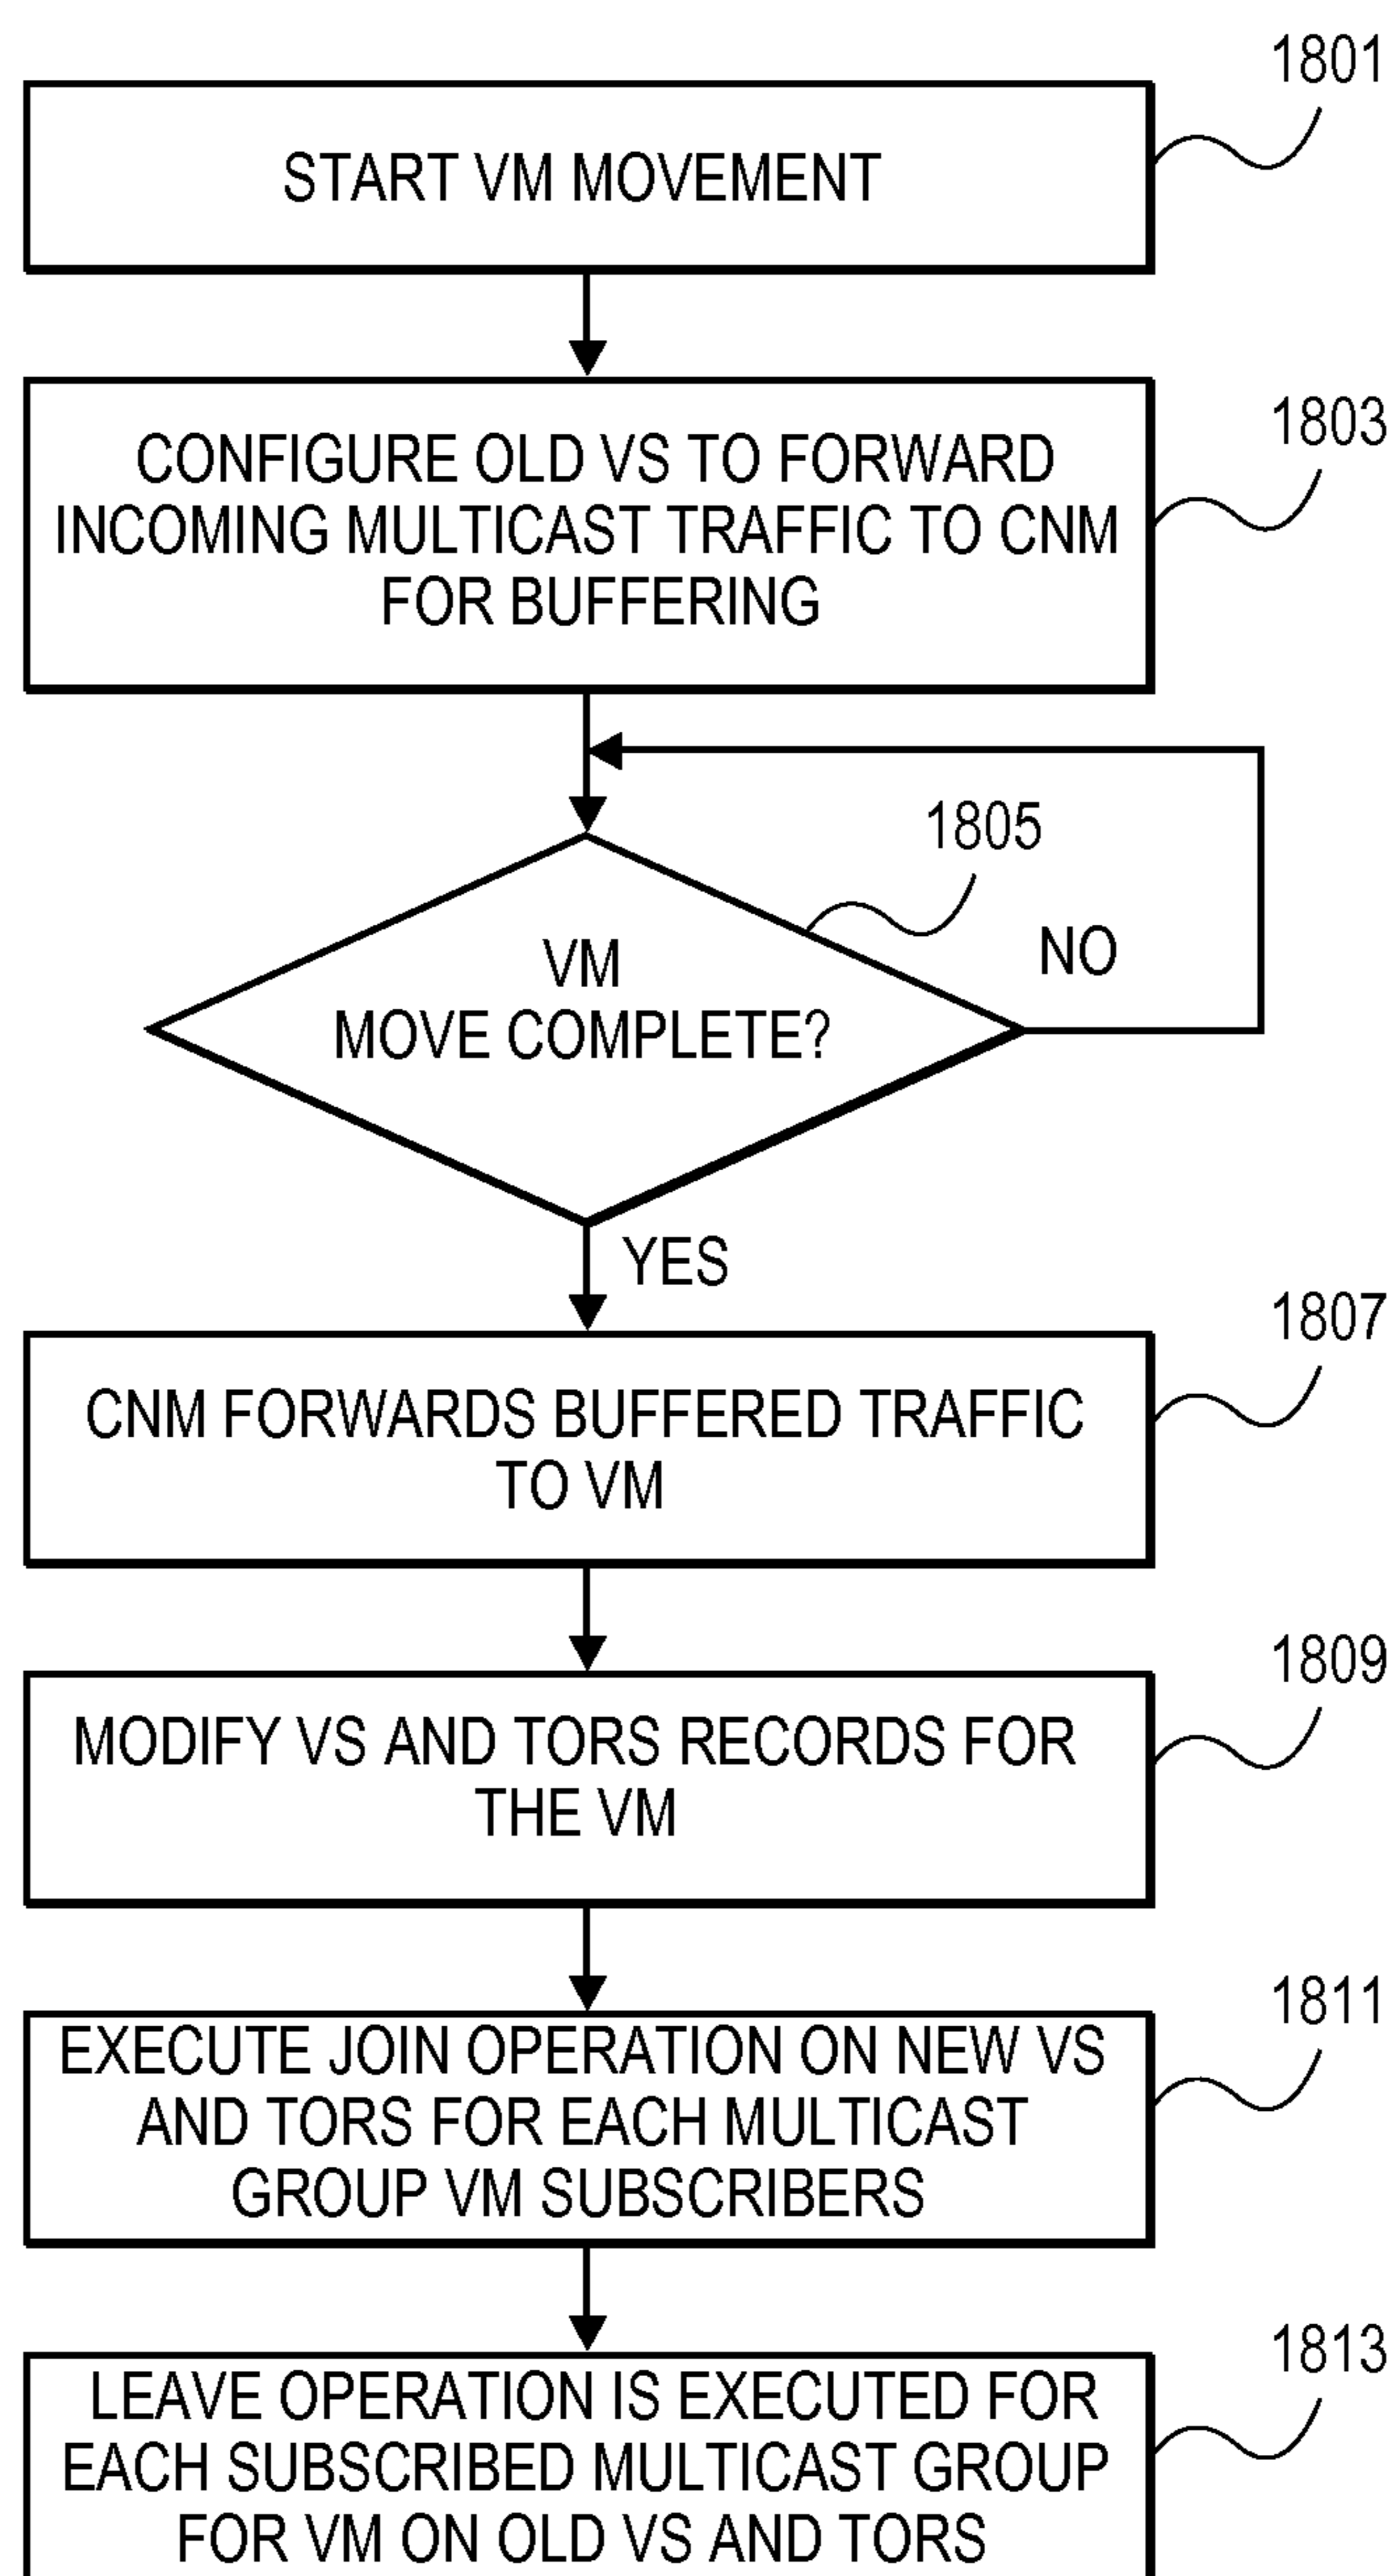 1801
START VM MOVEMENT
1803
CONFIGURE OLD VS TO FORWARD
INCOMING MULTICAST TRAFFIC TO CNM
FOR BUFFERING
1805
NO
VM
MOVE COMPLETE?
YES
1807
CNM FORWARDS BUFFERED TRAFFIC
TO VM
1809
MODIFY VS AND TORS RECORDS FOR
THE VM
1811
EXECUTE JOIN OPERATION ON NEW VS
AND TORS FOR EACH MULTICAST
GROUP VM SUBSCRIBERS
1813
LEAVE OPERATION IS EXECUTED FOR
EACH SUBSCRIBED MULTICAST GROUP
FOR VM ON OLD VS AND TORS